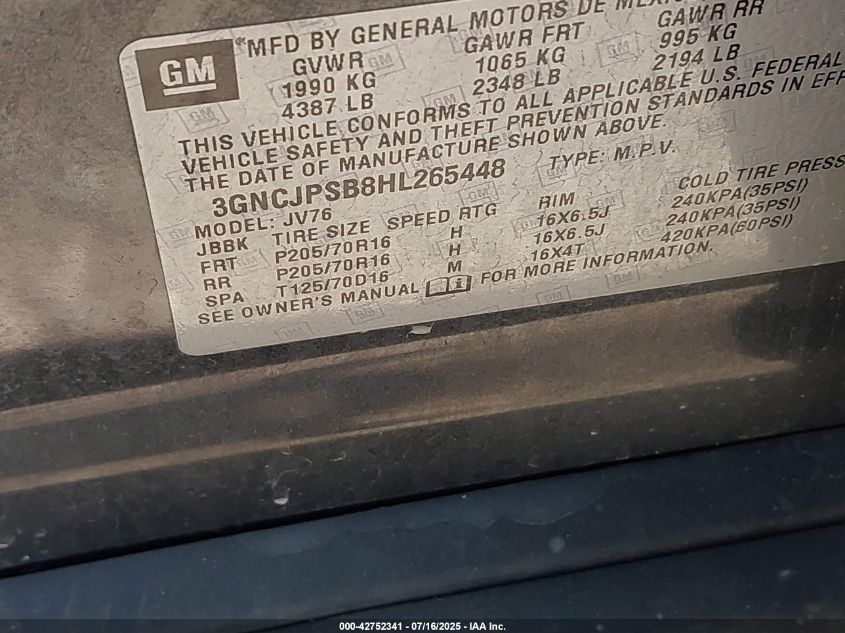 GM
MFD BY GENERAL MOTORS DE
GVWR GAWR FRT GAWR RR
1990 KG 1065 KG 995 KG
4387 LB 2348 LB 2194 LB
THIS VEHICLE CONFORMS TO ALL APPLICABLE U.S. FEDERAL
VEHICLE SAFETY AND THEFT PREVENTION STANDARDS IN EFF
THE DATE OF MANUFACTURE SHOWN ABOVE.
3GNCJPSB8HL265448 TYPE: M.P.V.
MODEL: JV76
JBBK TIRE SIZE SPEED RTG RIM COLD TIRE PRESS
FRT P205/70R16 H 16X6.5J 240KPA(35PSI)
RR P205/70R16 H 16X6.5J 240KPA(35PSI)
SPA T125/70D16 M 16X4T 420KPA(60PSI)
SEE OWNER'S MANUAL FOR MORE INFORMATION.
000-42752341 - 07/16/2025 - IAA Inc.